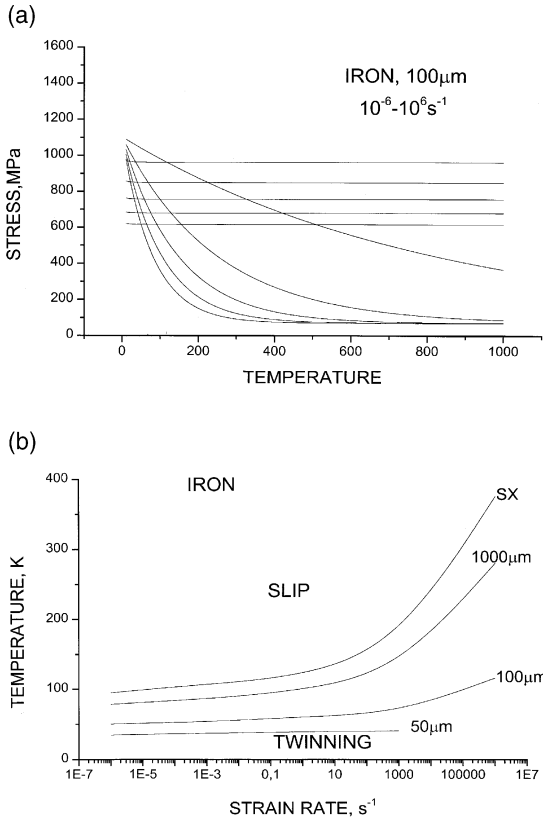 (a)
1600
1400
1200
1000
800
600
400
200
0
STRESS,MPa
IRON, 100μm
10⁻⁶-10⁶s⁻¹
0 200 400 600 800 1000
TEMPERATURE
(b)
400
300
200
100
0
TEMPERATURE, K
IRON
SX
1000μm
SLIP
100μm
50μm
TWINNING
1E-7 1E-5 1E-3 0,1 10 1000 100000 1E7
STRAIN RATE, s⁻¹